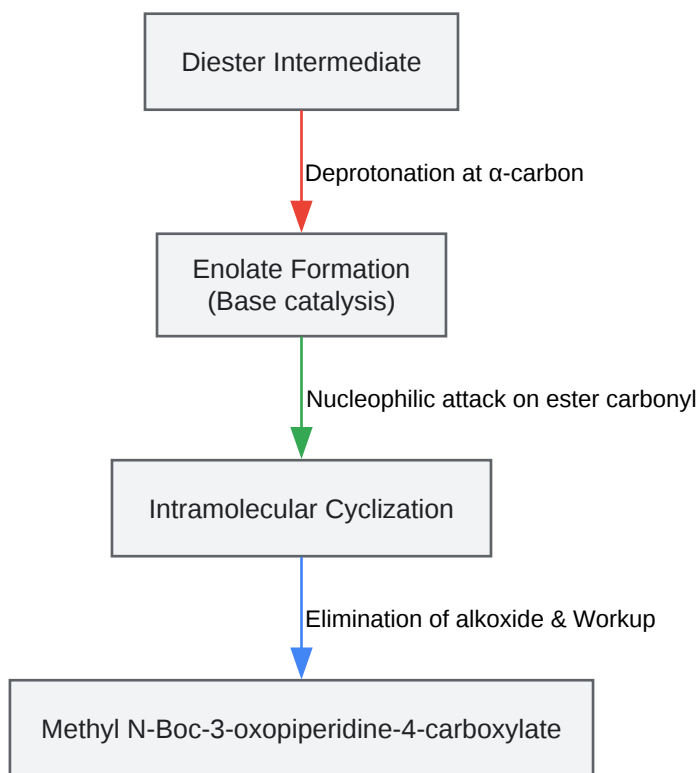 Diester Intermediate
Deprotonation at α-carbon
Enolate Formation
(Base catalysis)
Nucleophilic attack on ester carbonyl
Intramolecular Cyclization
Elimination of alkoxide & Workup
Methyl N-Boc-3-oxopiperidine-4-carboxylate